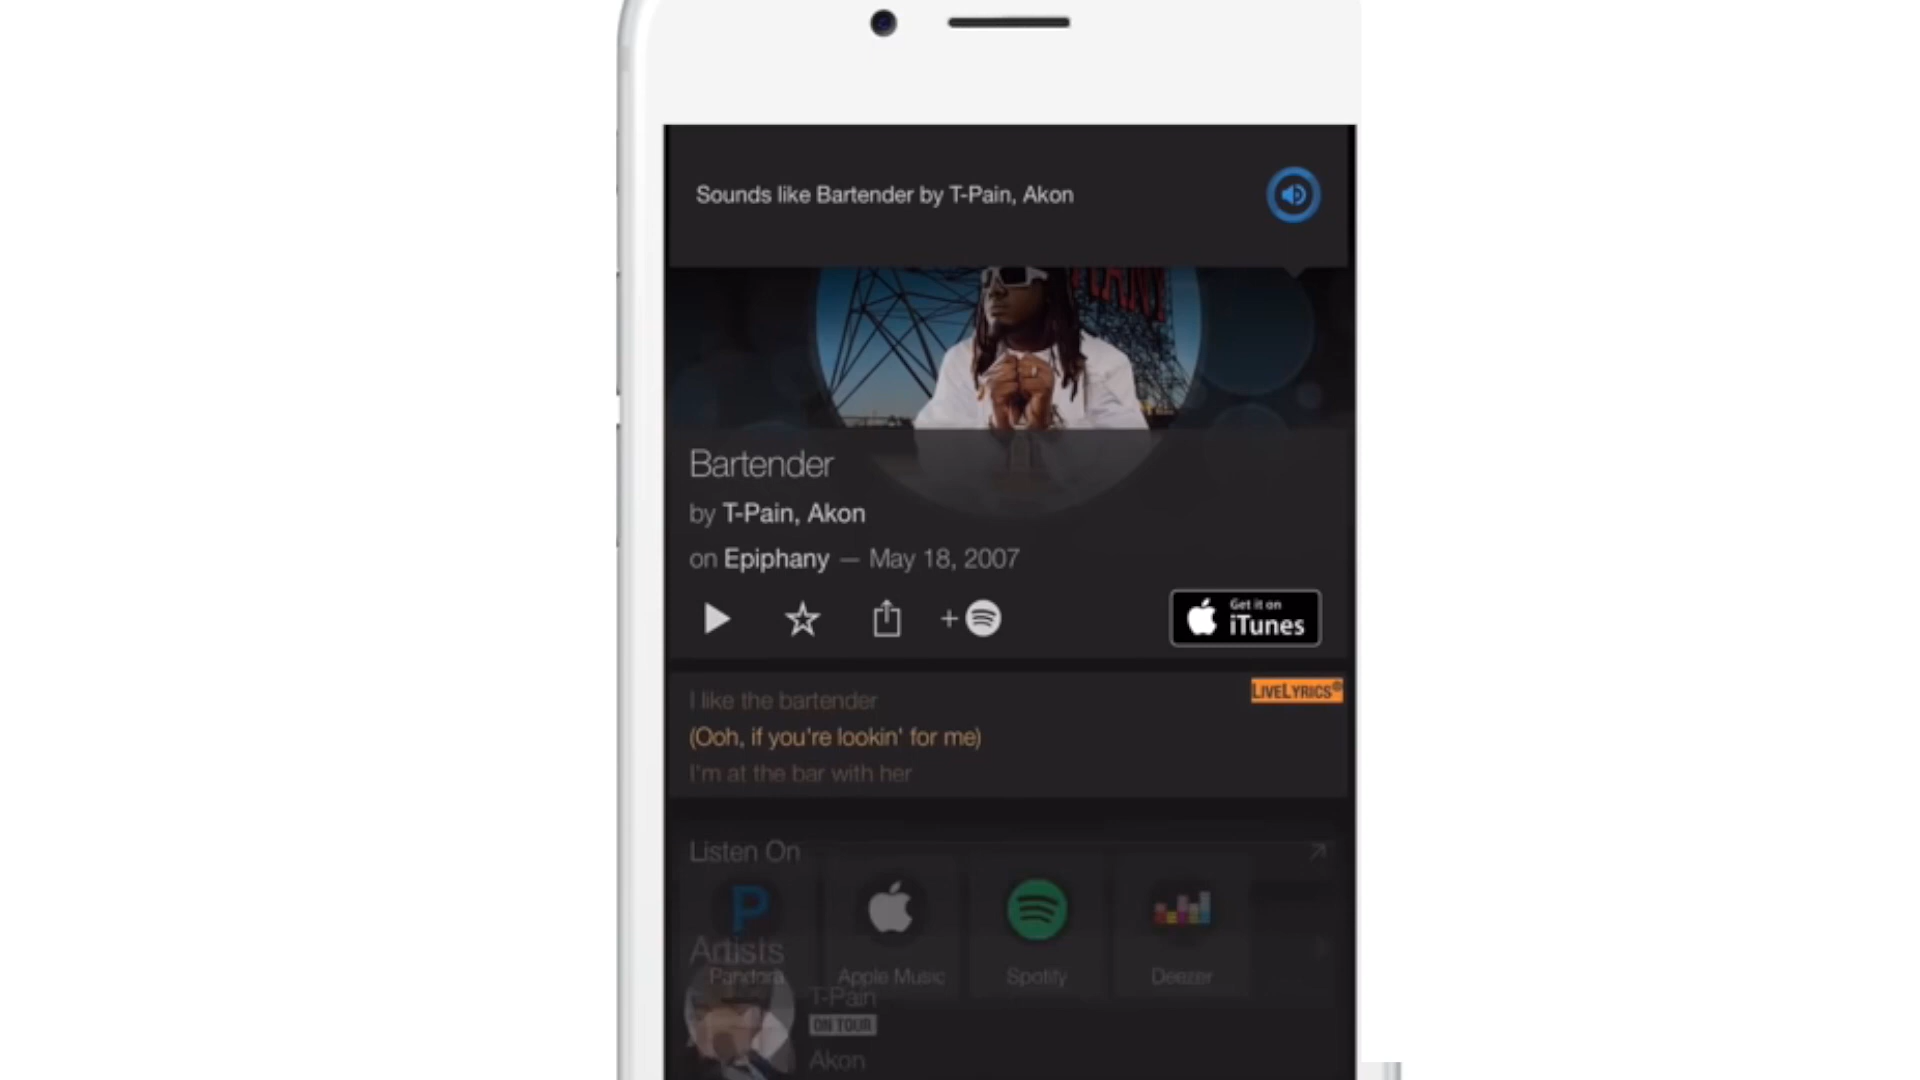 Sounds like Bartender by T-Pain, Akon
Bartender
by T-Pain, Akon
on Epiphany — May 18, 2007
+
Get it on
iTunes
I like the bartender
LIVELYRICS®
(Ooh, if you're lookin' for me)
I'm at the bar with her
Listen On
P
Artists
Pandora
Apple Music
Spotify
Deezer
T-Pain
ON TOUR
Akon